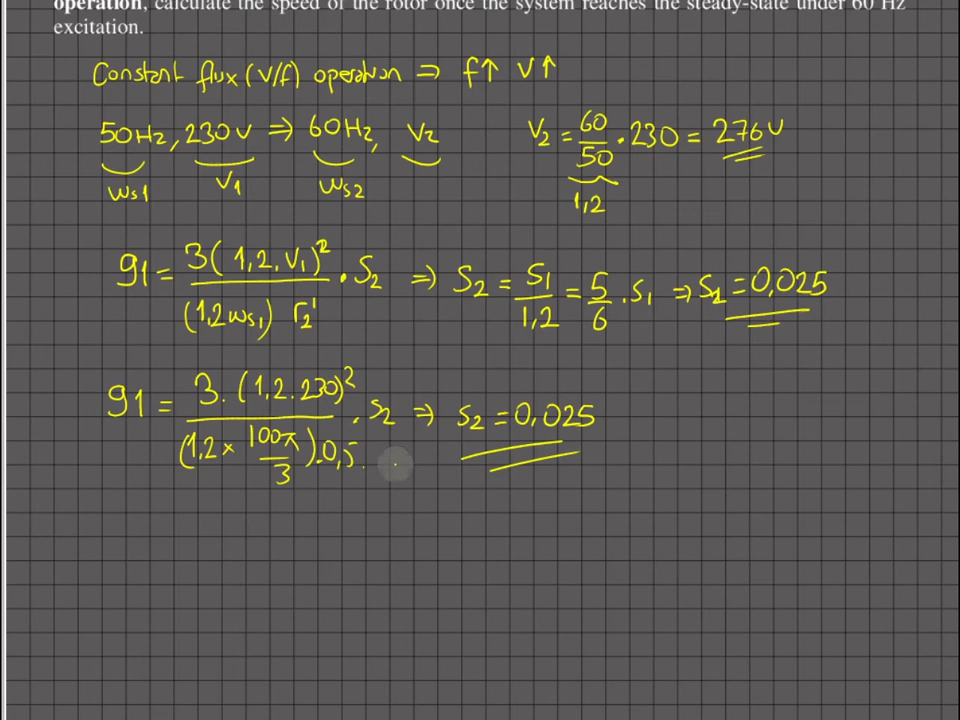 operation, calculate the speed of the rotor once the system reaches the steady-state under 60 Hz
excitation.
Constant flux (V/f) operation ⇒ f↑ V↑
50Hz, 230V ⇒ 60Hz, V2
ws1 V1 ws2
V2 = 60/50 . 230 = 276V
1,2
91 = 3(1,2.V1)² / (1,2ws1) r2' . S2 ⇒ S2 = S1/1,2 = 5/6 . S1 ⇒ S2 = 0,025
91 = 3.(1,2.230)² / (1,2 × 100π/3).0,5 . S2 ⇒ S2 = 0,025